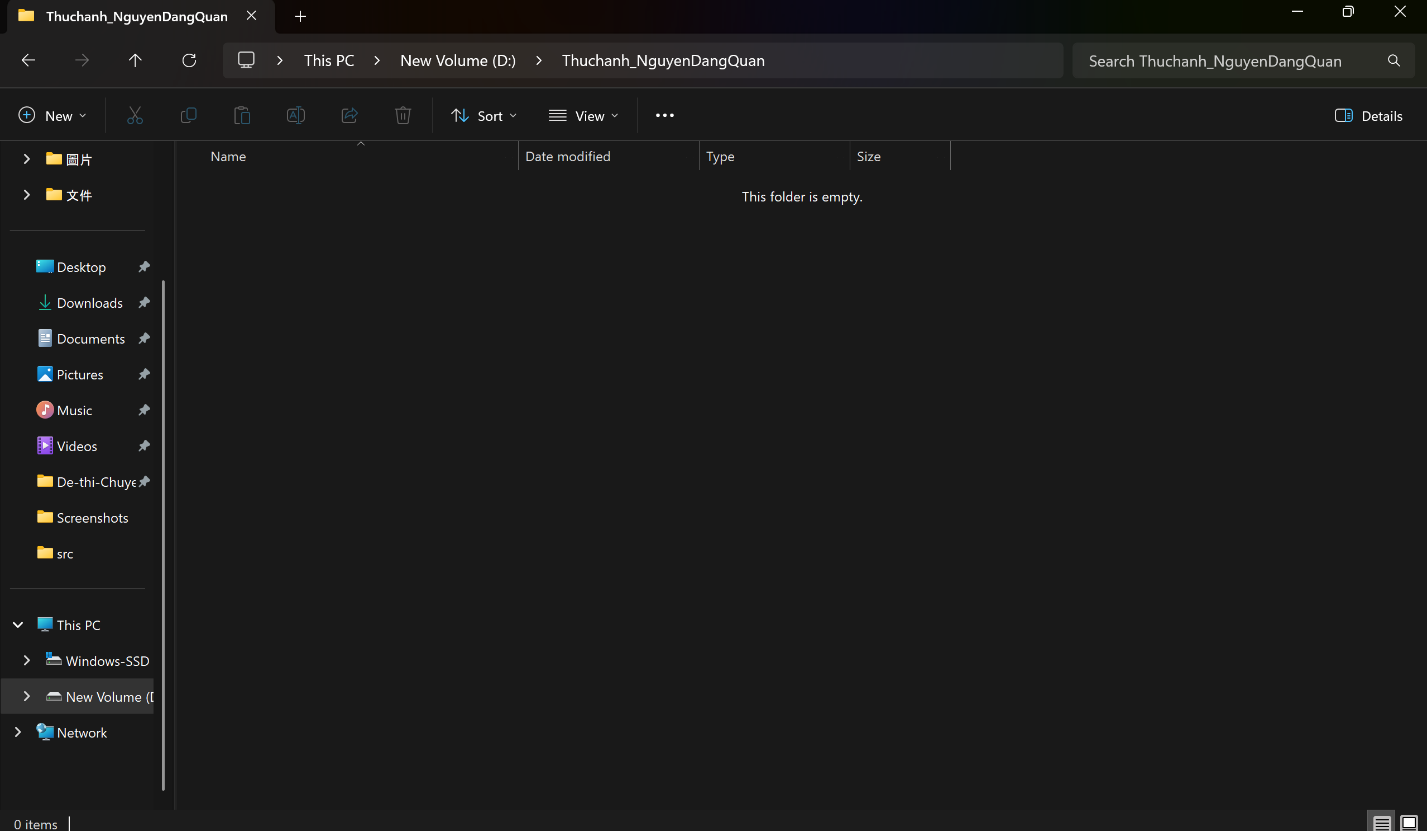 Thuchanh_NguyenDangQuan
This PC > New Volume (D:) > Thuchanh_NguyenDangQuan
Search Thuchanh_NguyenDangQuan
New
Sort
View
Details
圖片
文件
Desktop
Downloads
Documents
Pictures
Music
Videos
De-thi-Chuye
Screenshots
src
This PC
Windows-SSD
New Volume (D
Network
Name Date modified Type Size
This folder is empty.
0 items